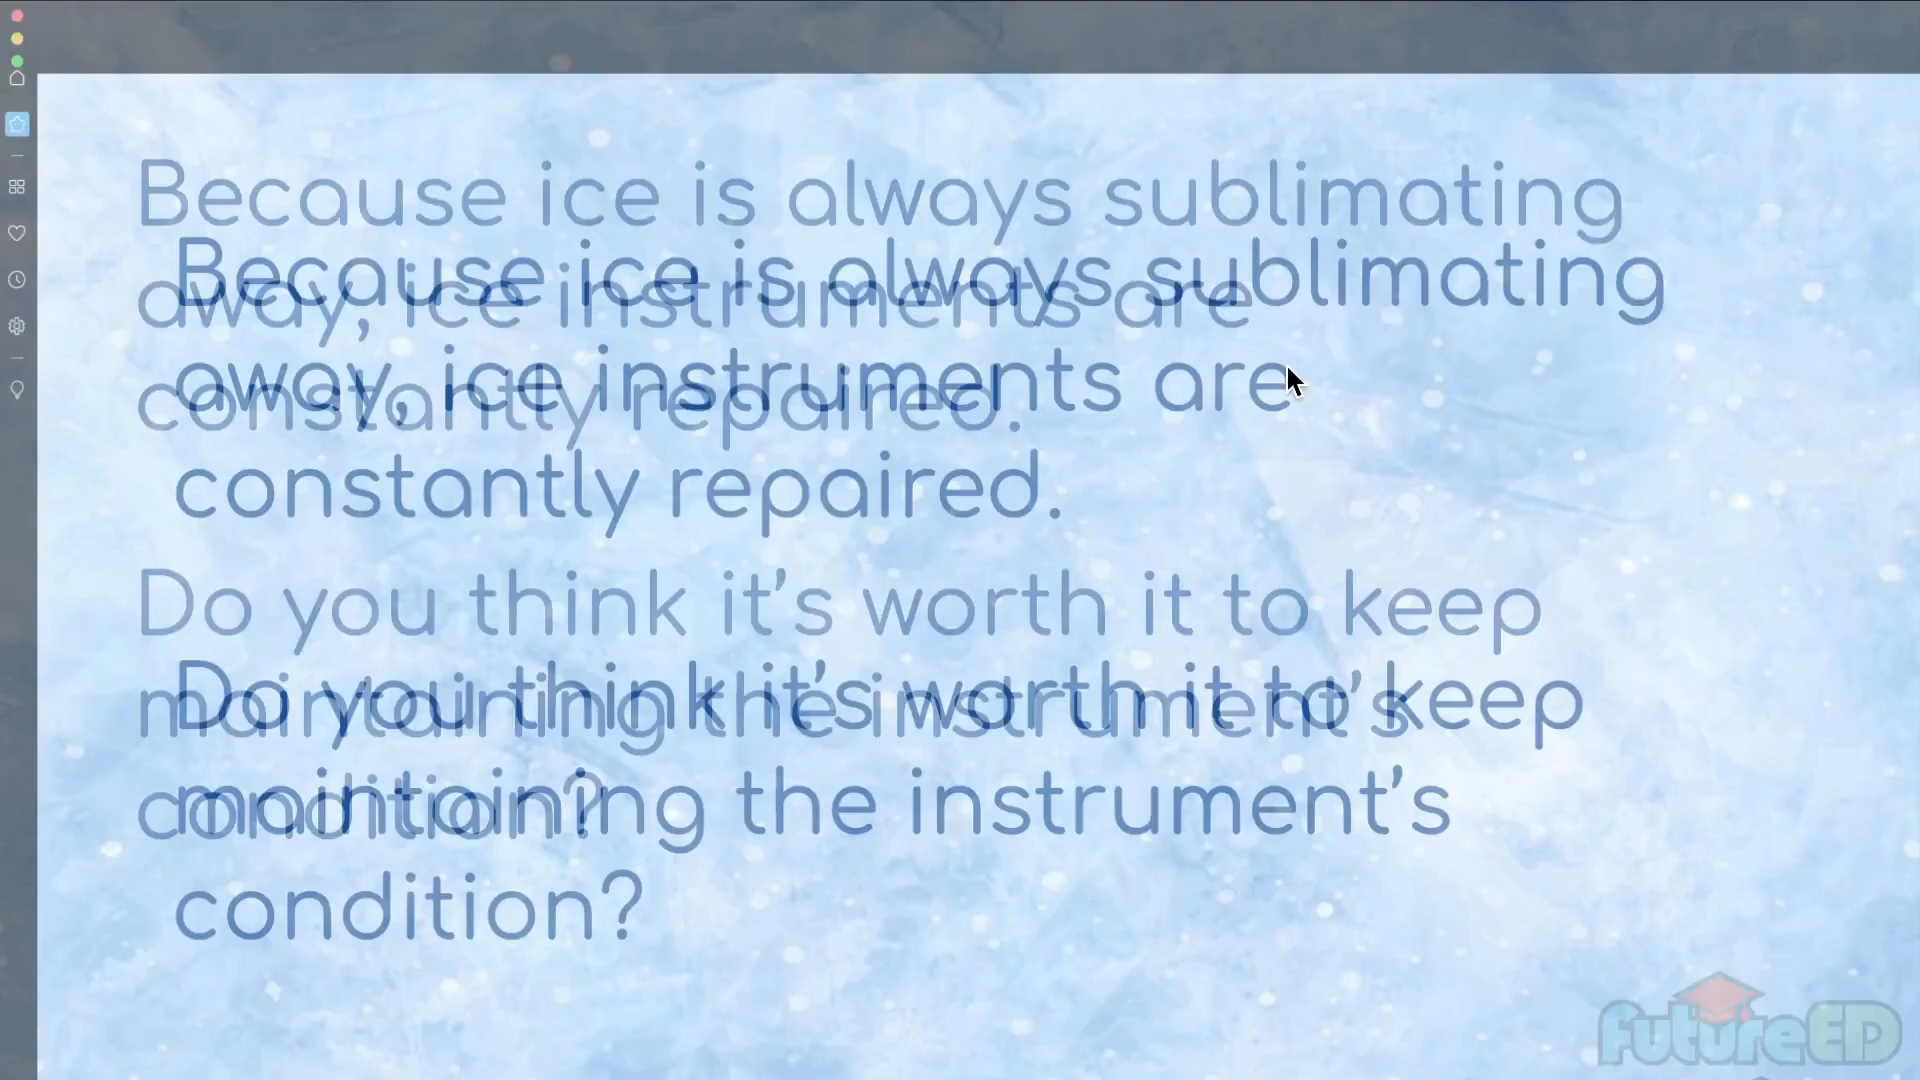 Because ice is always sublimating
away, ice instruments are
constantly repaired.
Do you think it’s worth it to keep
maintaining the instrument’s
condition?
Because ice is always sublimating
away, ice instruments are
constantly repaired.
Do you think it’s worth it to keep
maintaining the instrument’s
condition?
futureED